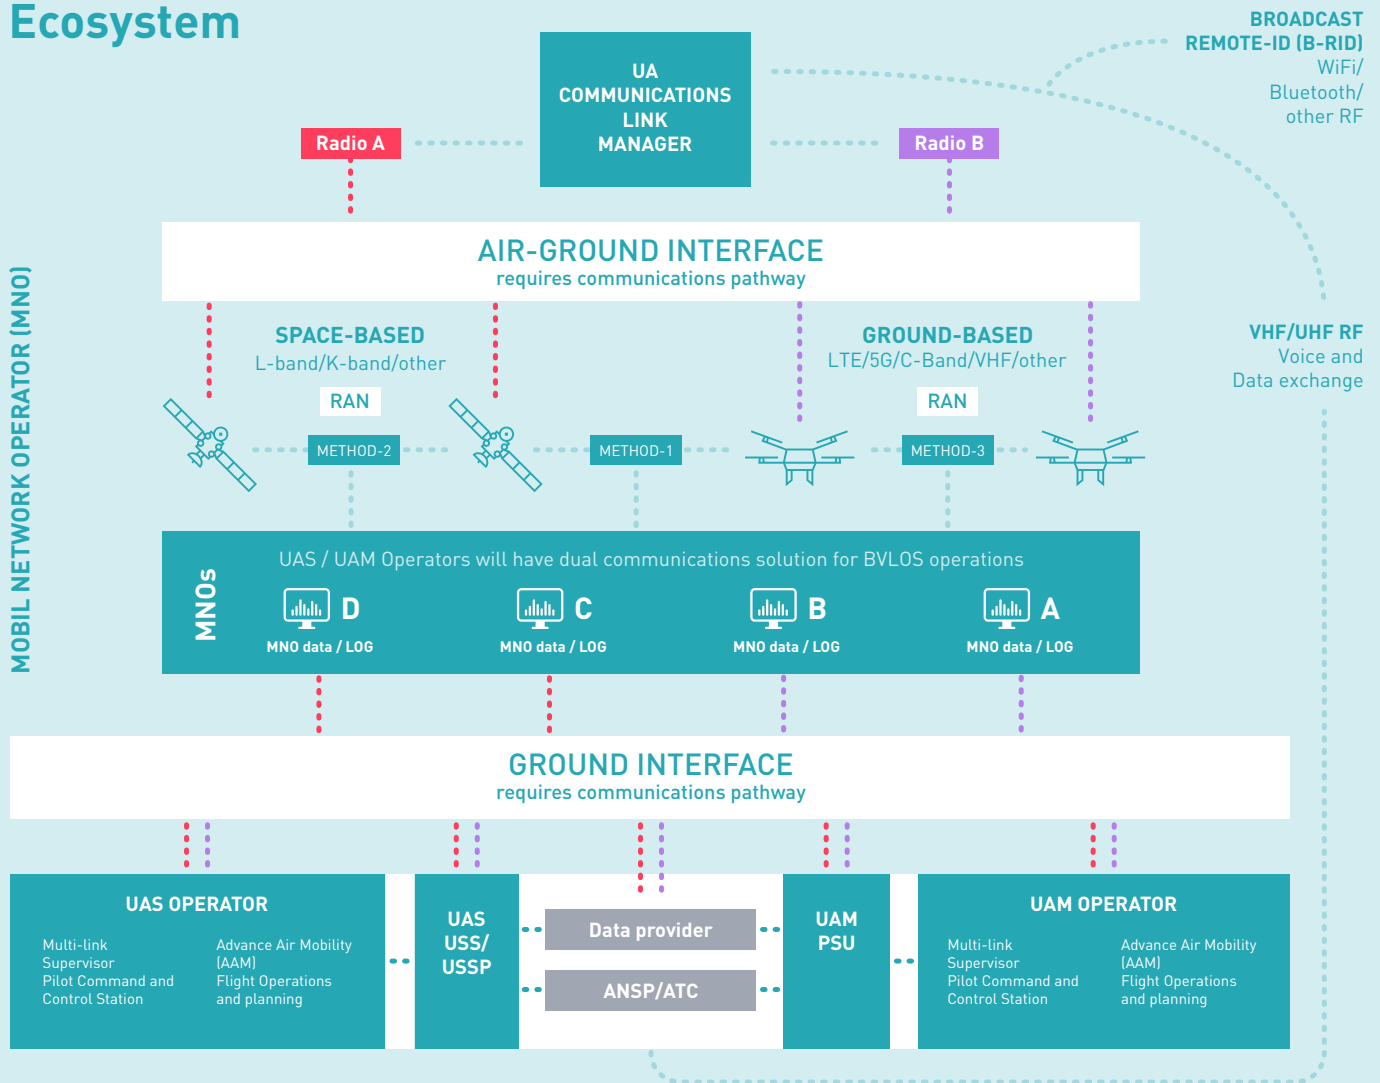 Ecosystem
BROADCAST
REMOTE-ID (B-RID)
WiFi/
Bluetooth/
other RF
UA
COMMUNICATIONS
LINK
MANAGER
Radio A
Radio B
AIR-GROUND INTERFACE
requires communications pathway
MOBIL NETWORK OPERATOR (MNO)
SPACE-BASED
L-band/K-band/other
RAN
GROUND-BASED
LTE/5G/C-Band/VHF/other
RAN
VHF/UHF RF
Voice and
Data exchange
METHOD-2
METHOD-1
METHOD-3
MNOs
UAS / UAM Operators will have dual communications solution for BVLOS operations
D
MNO data / LOG
C
MNO data / LOG
B
MNO data / LOG
A
MNO data / LOG
GROUND INTERFACE
requires communications pathway
UAS OPERATOR
Multi-link
Supervisor
Pilot Command and
Control Station
Advance Air Mobility
(AAM)
Flight Operations
and planning
UAS
USS/
USSP
Data provider
ANSP/ATC
UAM
PSU
UAM OPERATOR
Multi-link
Supervisor
Pilot Command and
Control Station
Advance Air Mobility
(AAM)
Flight Operations
and planning